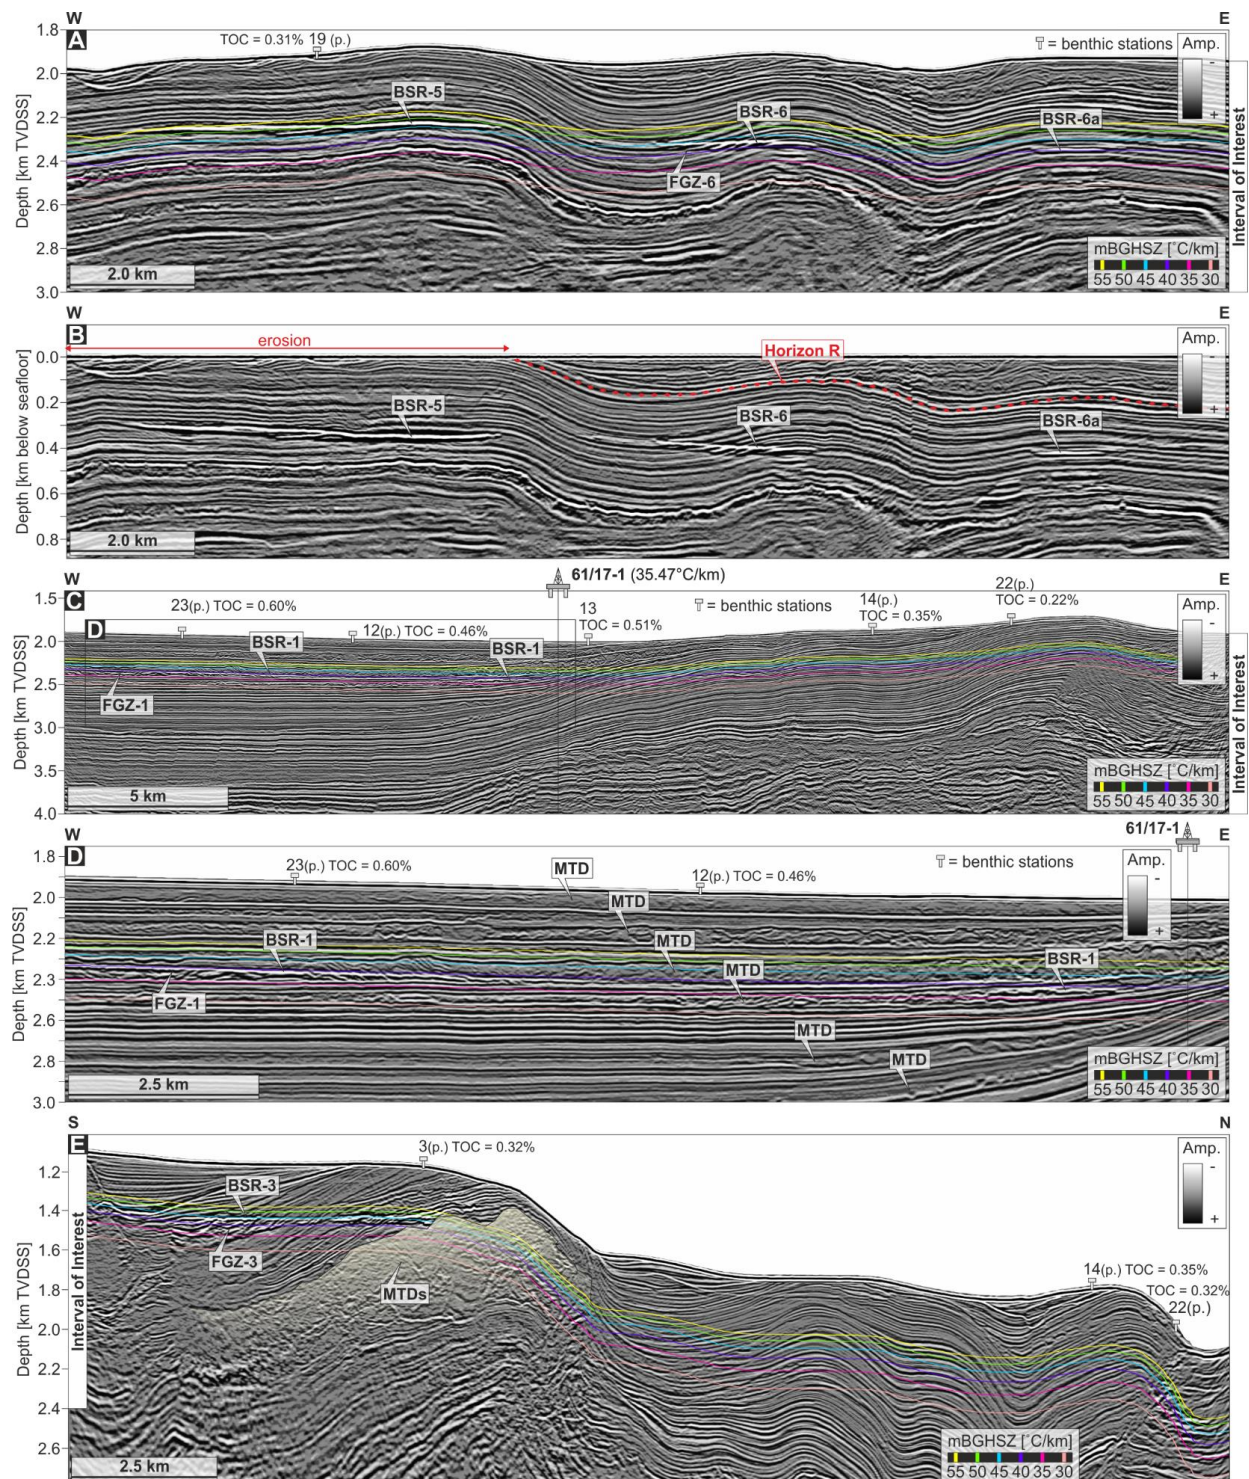 W
E
A
TOC = 0.31% 19 (p.)
= benthic stations
Amp.
-
+
1.8
2.0
2.2
2.4
2.6
2.8
3.0
Depth [km TVDSS]
BSR-5
BSR-6
BSR-6a
FGZ-6
Interval of Interest
mBGHSZ [°C/km]
55 50 45 40 35 30
2.0 km
W
E
B
erosion
Horizon R
Amp.
-
+
0.0
0.2
0.4
0.6
0.8
Depth [km below seafloor]
BSR-5
BSR-6
BSR-6a
2.0 km
W
E
C
61/17-1 (35.47°C/km)
23(p.) TOC = 0.60%
12(p.) TOC = 0.46%
13
TOC = 0.51%
= benthic stations
14(p.)
TOC = 0.35%
22(p.)
TOC = 0.22%
Amp.
-
+
D
1.5
2.0
2.5
3.0
3.5
4.0
Depth [km TVDSS]
BSR-1
BSR-1
FGZ-1
Interval of Interest
mBGHSZ [°C/km]
55 50 45 40 35 30
5 km
W
61/17-1
E
D
23(p.) TOC = 0.60%
12(p.) TOC = 0.46%
= benthic stations
Amp.
-
+
1.8
2.0
2.2
2.3
2.4
2.6
2.8
3.0
Depth [km TVDSS]
MTD
MTD
MTD
MTD
MTD
MTD
BSR-1
BSR-1
FGZ-1
mBGHSZ [°C/km]
55 50 45 40 35 30
2.5 km
S
N
E
3(p.) TOC = 0.32%
14(p.) TOC = 0.35%
TOC = 0.32%
22(p.)
Amp.
-
+
1.2
1.4
1.6
1.8
2.0
2.2
2.4
2.6
Depth [km TVDSS]
Interval of Interest
BSR-3
FGZ-3
MTDs
mBGHSZ [°C/km]
55 50 45 40 35 30
2.5 km